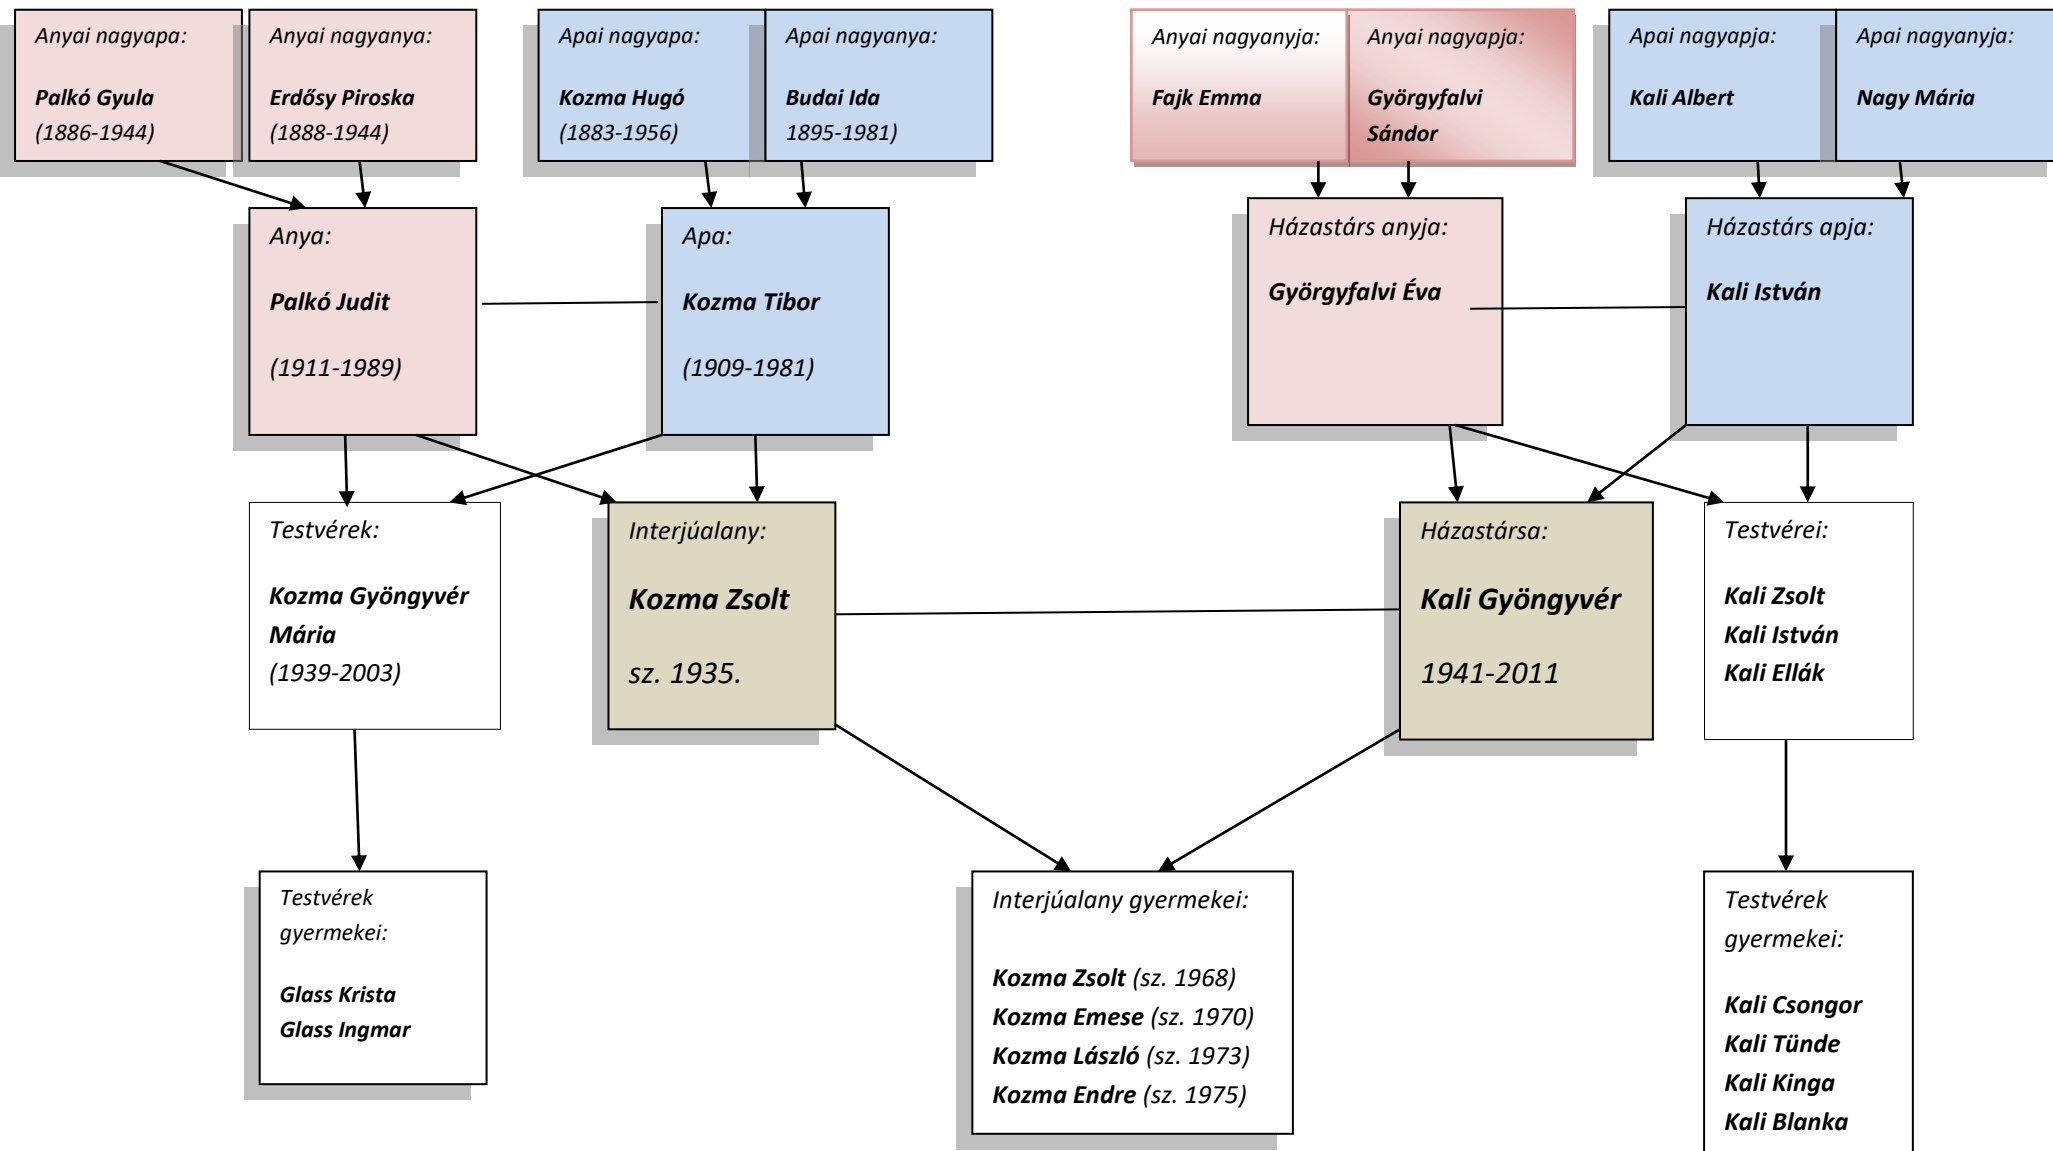 Anyai nagyapa:
Palkó Gyula
(1886-1944)
Anyai nagyanya:
Erdősy Piroska
(1888-1944)
Apai nagyapa:
Kozma Hugó
(1883-1956)
Apai nagyanya:
Budai Ida
1895-1981)
Anyai nagyanyja:
Fajk Emma
Anyai nagyapja:
Györgyfalvi
Sándor
Apai nagyapja:
Kali Albert
Apai nagyanyja:
Nagy Mária
Anya:
Palkó Judit
(1911-1989)
Apa:
Kozma Tibor
(1909-1981)
Házastárs anyja:
Györgyfalvi Éva
Házastárs apja:
Kali István
Testvérek:
Kozma Gyöngyvér
Mária
(1939-2003)
Interjúalany:
Kozma Zsolt
sz. 1935.
Házastársa:
Kali Gyöngyvér
1941-2011
Testvérei:
Kali Zsolt
Kali István
Kali Ellák
Testvérek
gyermekei:
Glass Krista
Glass Ingmar
Interjúalany gyermekei:
Kozma Zsolt (sz. 1968)
Kozma Emese (sz. 1970)
Kozma László (sz. 1973)
Kozma Endre (sz. 1975)
Testvérek
gyermekei:
Kali Csongor
Kali Tünde
Kali Kinga
Kali Blanka